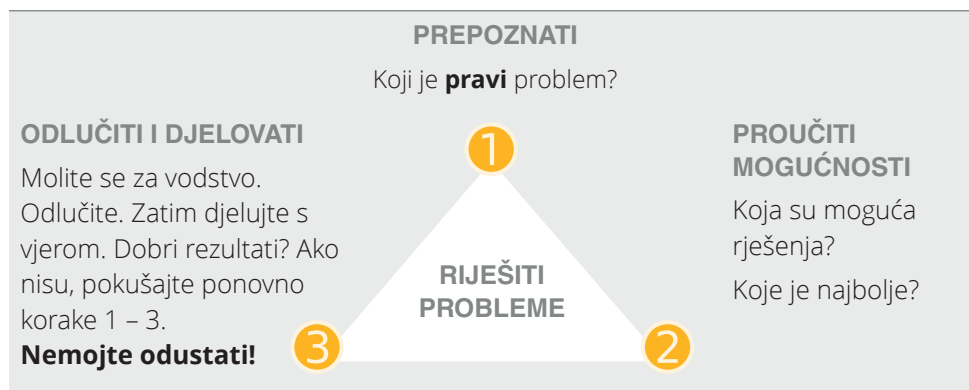 PREPOZNATI
Koji je pravi problem?
1
PROUČITI
MOGUĆNOSTI
Koja su moguća
rješenja?
Koje je najbolje?
2
ODLUČITI I DJELOVATI
Molite se za vodstvo.
Odlučite. Zatim djelujte s
vjerom. Dobri rezultati? Ako
nisu, pokušajte ponovno
korake 1 – 3.
Nemojte odustati!
3
RIJEŠITI
PROBLEME